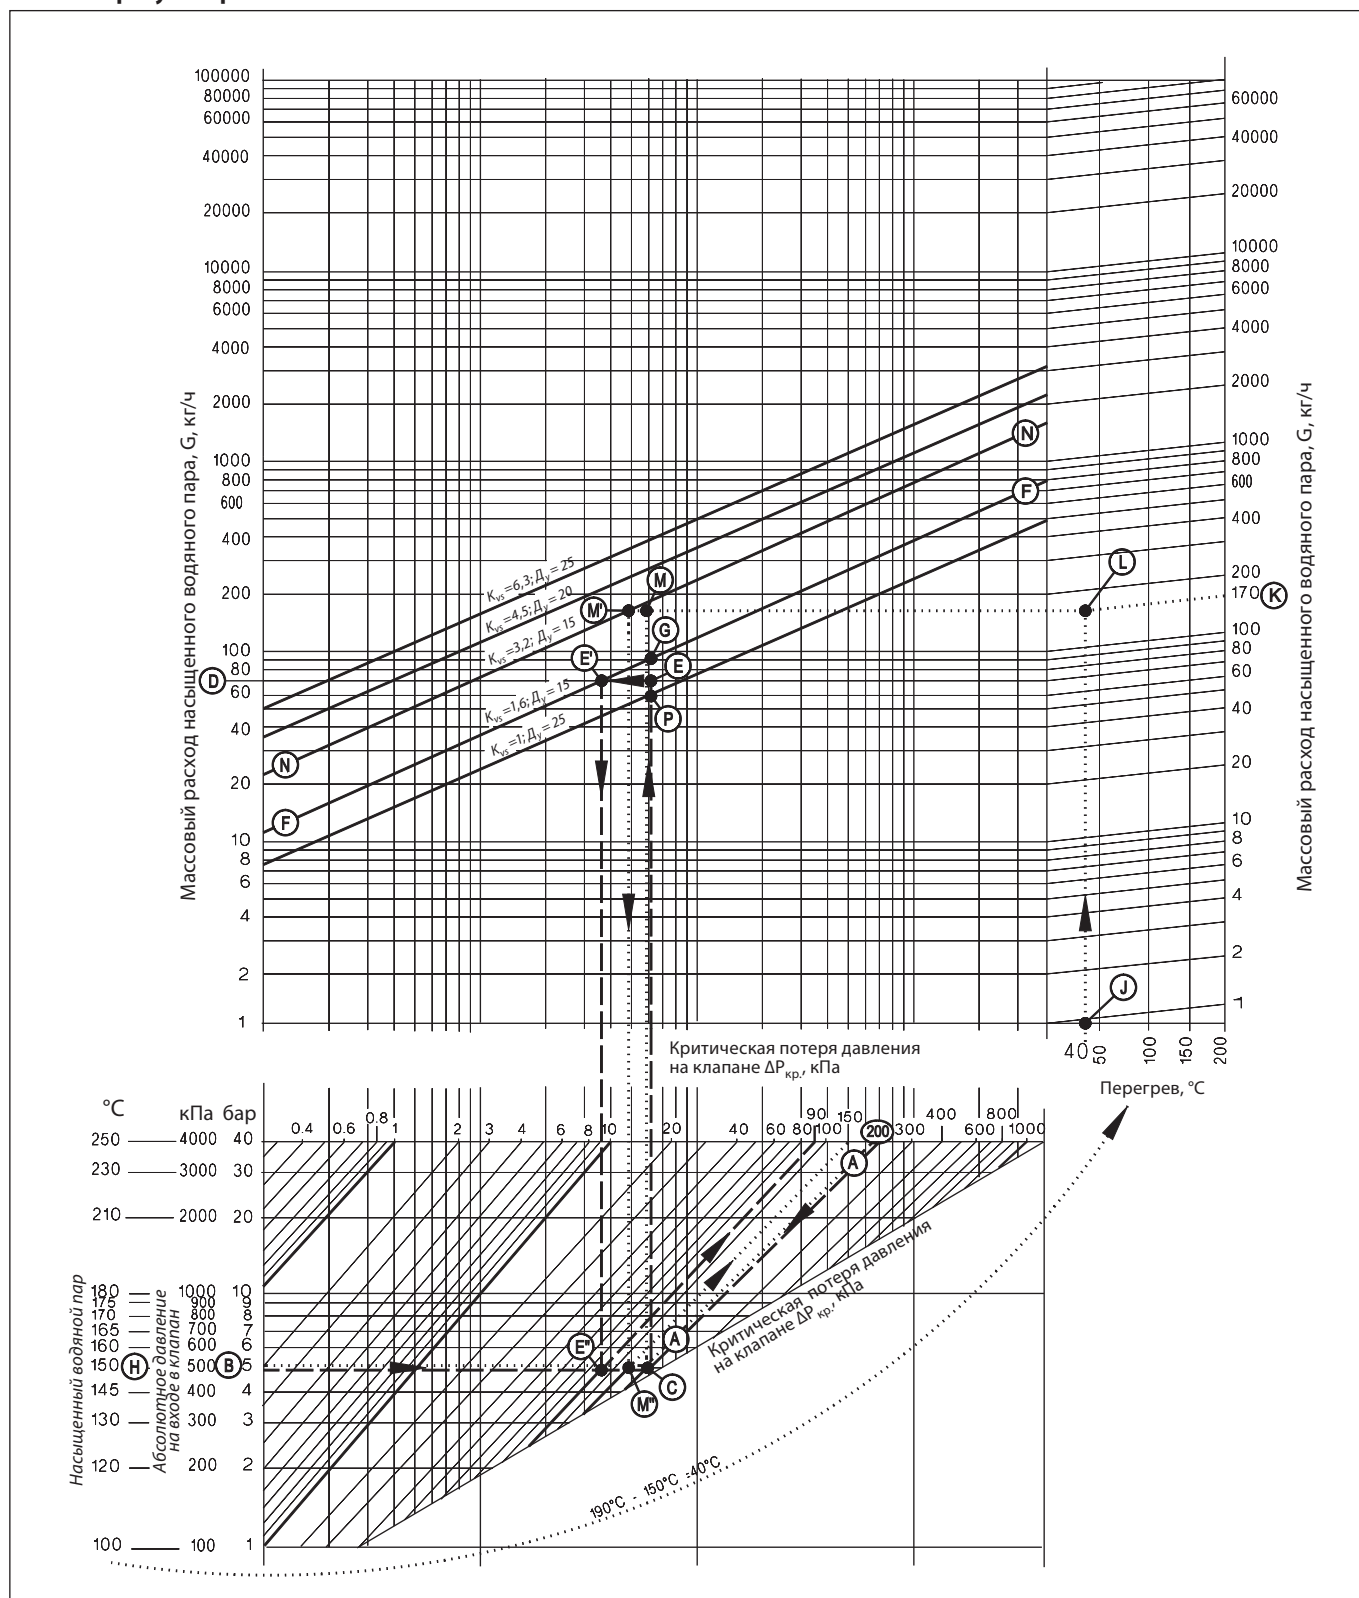 100000
80000
60000
40000
20000
10000
8000
6000
4000
2000
1000
800
600
400
200
100
80
60
40
20
10
8
6
4
2
1
Массовый расход насыщенного водяного пара, G, кг/ч
D
60000
40000
20000
10000
8000
6000
4000
2000
1000
800
600
400
200
170 K
100
80
60
40
20
10
8
6
4
2
1
Массовый расход насыщенного водяного пара, G, кг/ч
Kvs=6,3; Ду = 25
Kvs=4,5; Ду = 20
Kvs=3,2; Ду = 15
Kvs=1,6; Ду = 15
Kvs=1; Ду = 25
N
F
N
F
M
M'
G
E'
E
P
L
J
40 50 100 150 200
Перегрев, °C
Критическая потеря давления
на клапане ΔPкр., кПа
°C кПа бар
0.4 0.6 0.8 1 2 3 4 6 8 10 20 40 60 80 90 100 150 200 300 400 600 800 1000
250 4000 40
230 3000 30
210 2000 20
180 1000 10
175 900 9
170 800 8
165 700 7
160 600 6
150 H 500 B 5
145 400 4
130 300 3
120 200 2
100 100 1
Насыщенный водяной пар
Абсолютное давление
на входе в клапан
A
A
E"
M"
C
Критическая потеря давления
на клапане ΔPкр., кПа
190°C - 150°C =40°C